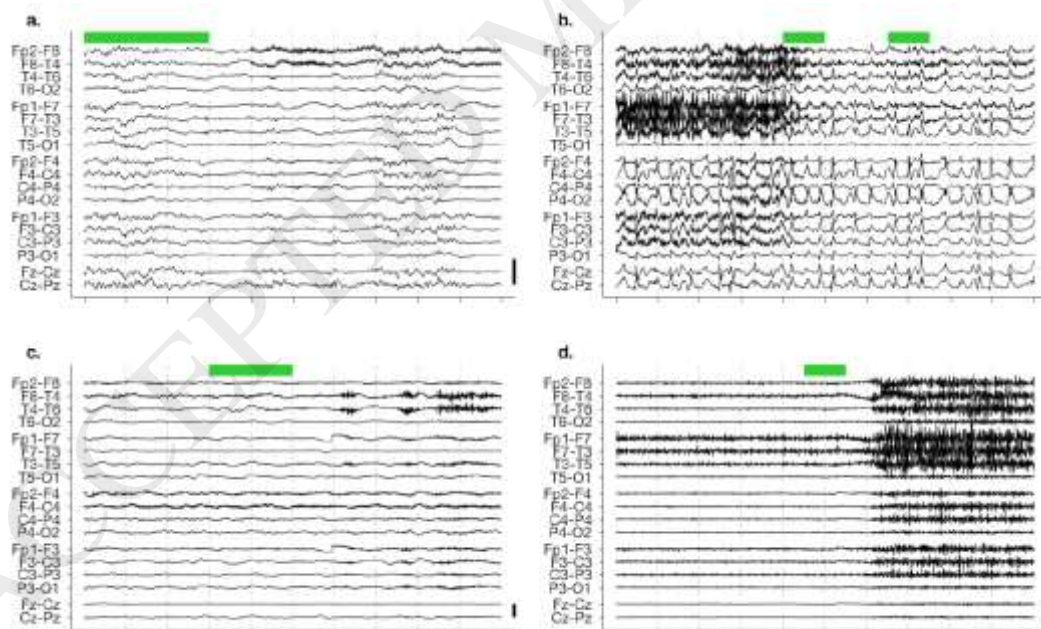 a.
Fp2-F8
F8-T4
T4-T6
T6-O2
Fp1-F7
F7-T3
T3-T5
T5-O1
Fp2-F4
F4-C4
C4-P4
P4-O2
Fp1-F3
F3-C3
C3-P3
P3-O1
Fz-Cz
Cz-Pz
b.
Fp2-F8
F8-T4
T4-T6
T6-O2
Fp1-F7
F7-T3
T3-T5
T5-O1
Fp2-F4
F4-C4
C4-P4
P4-O2
Fp1-F3
F3-C3
C3-P3
P3-O1
Fz-Cz
Cz-Pz
c.
Fp2-F8
F8-T4
T4-T6
T6-O2
Fp1-F7
F7-T3
T3-T5
T5-O1
Fp2-F4
F4-C4
C4-P4
P4-O2
Fp1-F3
F3-C3
C3-P3
P3-O1
Fz-Cz
Cz-Pz
d.
Fp2-F8
F8-T4
T4-T6
T6-O2
Fp1-F7
F7-T3
T3-T5
T5-O1
Fp2-F4
F4-C4
C4-P4
P4-O2
Fp1-F3
F3-C3
C3-P3
P3-O1
Fz-Cz
Cz-Pz
ACCEPTED